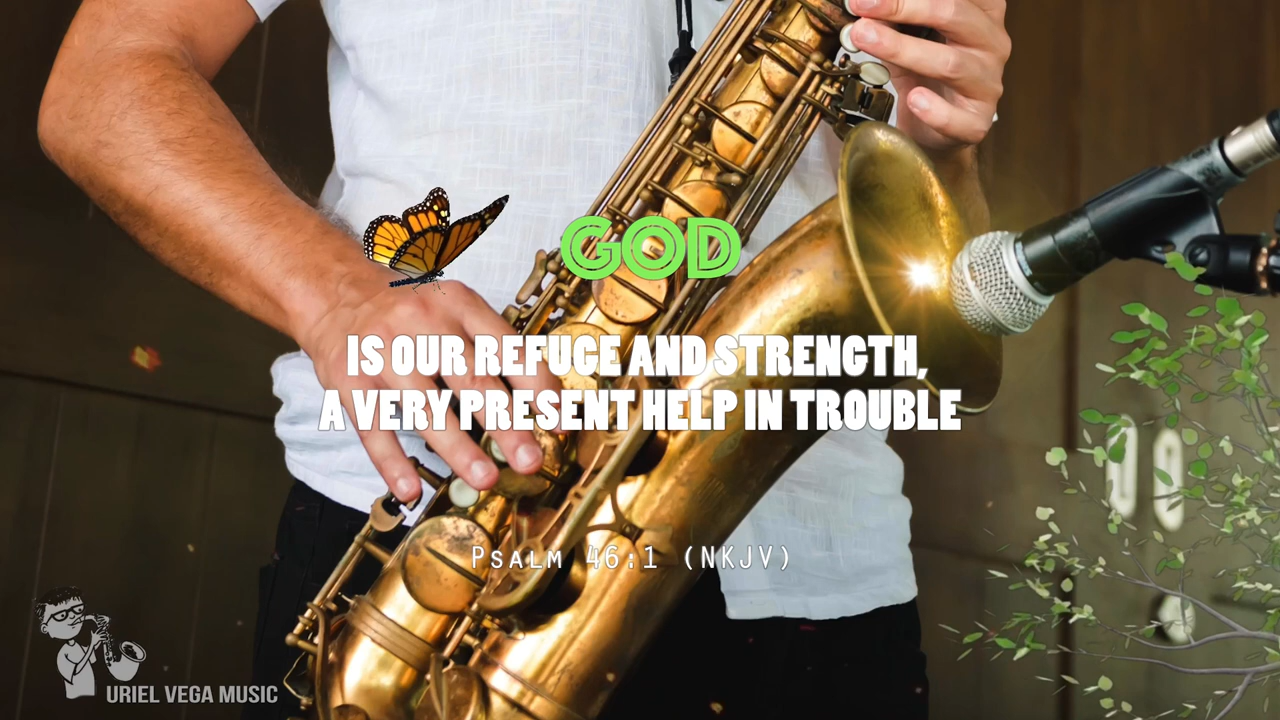 GOD
IS OUR REFUGE AND STRENGTH,
A VERY PRESENT HELP IN TROUBLE
Psalm 46:1 (NKJV)
URIEL VEGA MUSIC